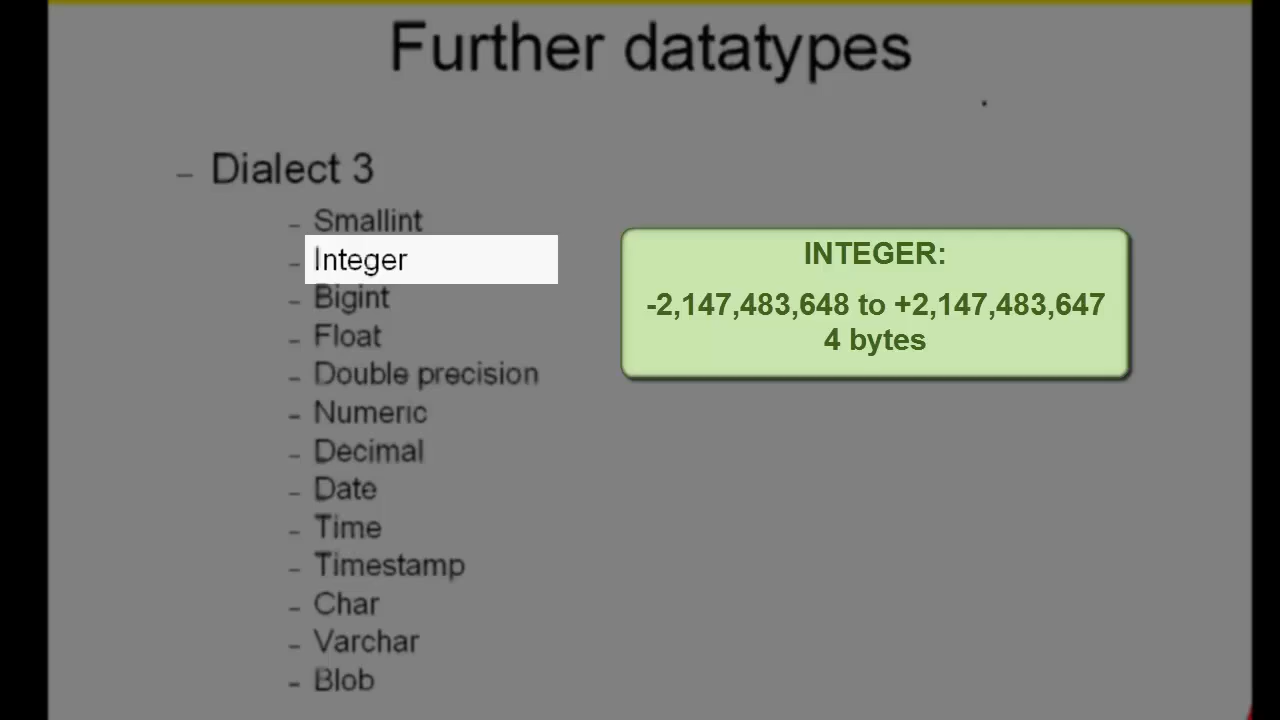 Further datatypes
– Dialect 3
– Smallint
– Integer
– Bigint
– Float
– Double precision
– Numeric
– Decimal
– Date
– Time
– Timestamp
– Char
– Varchar
– Blob
INTEGER:
-2,147,483,648 to +2,147,483,647
4 bytes